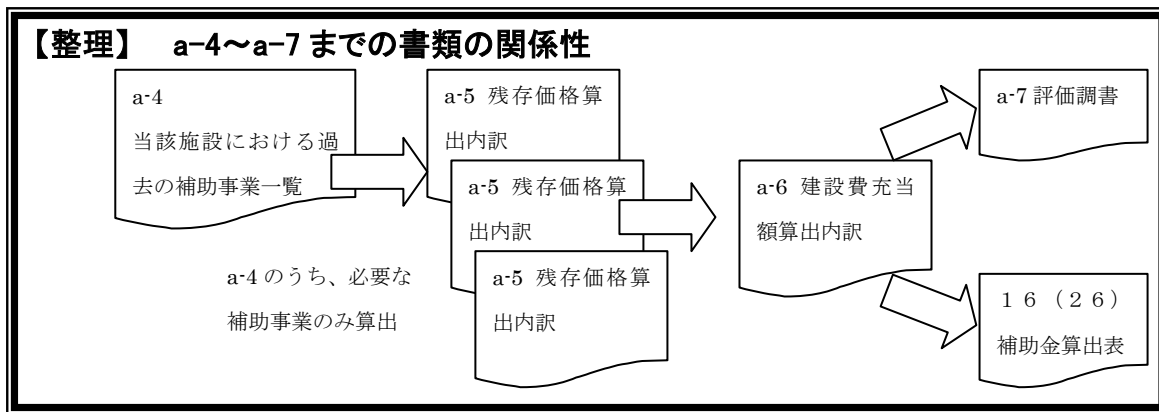 【整理】 a-4～a-7 までの書類の関係性
a-4
当該施設における過
去の補助事業一覧
a-4 のうち、必要な
補助事業のみ算出
a-5 残存価格算
出内訳
a-5 残存価格算
出内訳
a-5 残存価格算
出内訳
a-6 建設費充当
額算出内訳
a-7 評価調書
１６（２６）
補助金算出表